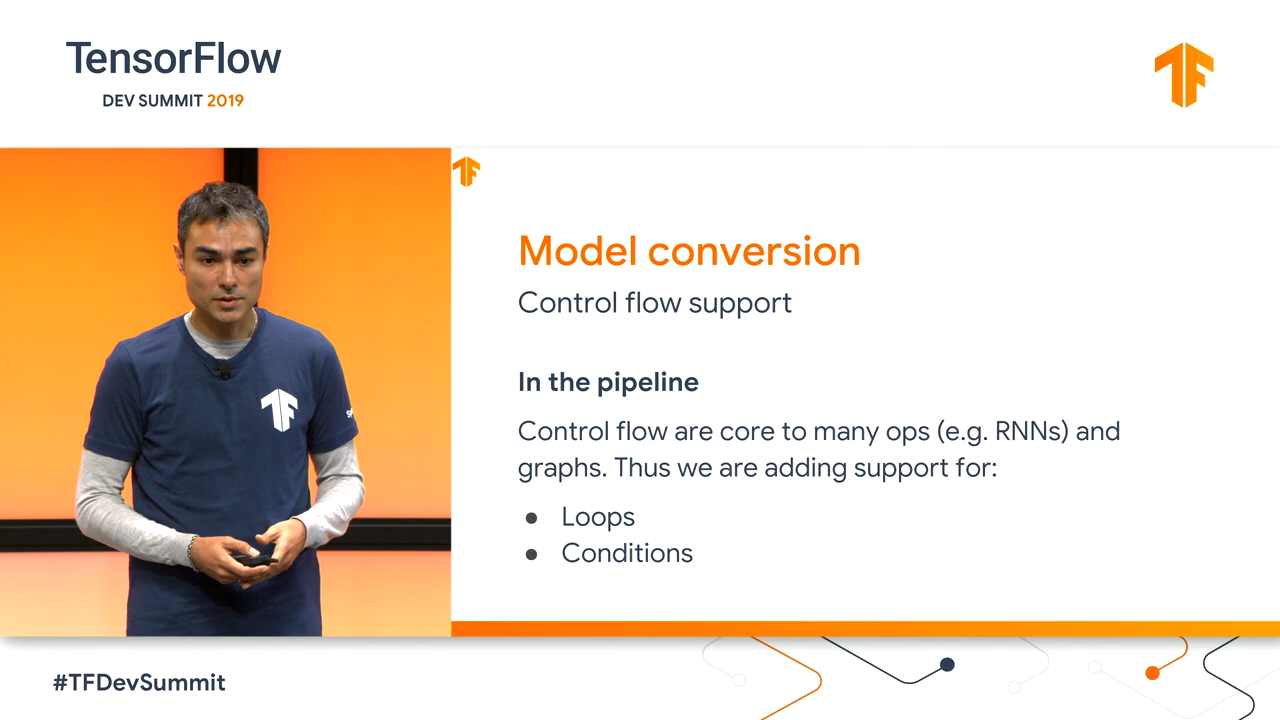 TensorFlow
DEV SUMMIT 2019
Model conversion
Control flow support
In the pipeline
Control flow are core to many ops (e.g. RNNs) and
graphs. Thus we are adding support for:
● Loops
● Conditions
#TFDevSummit